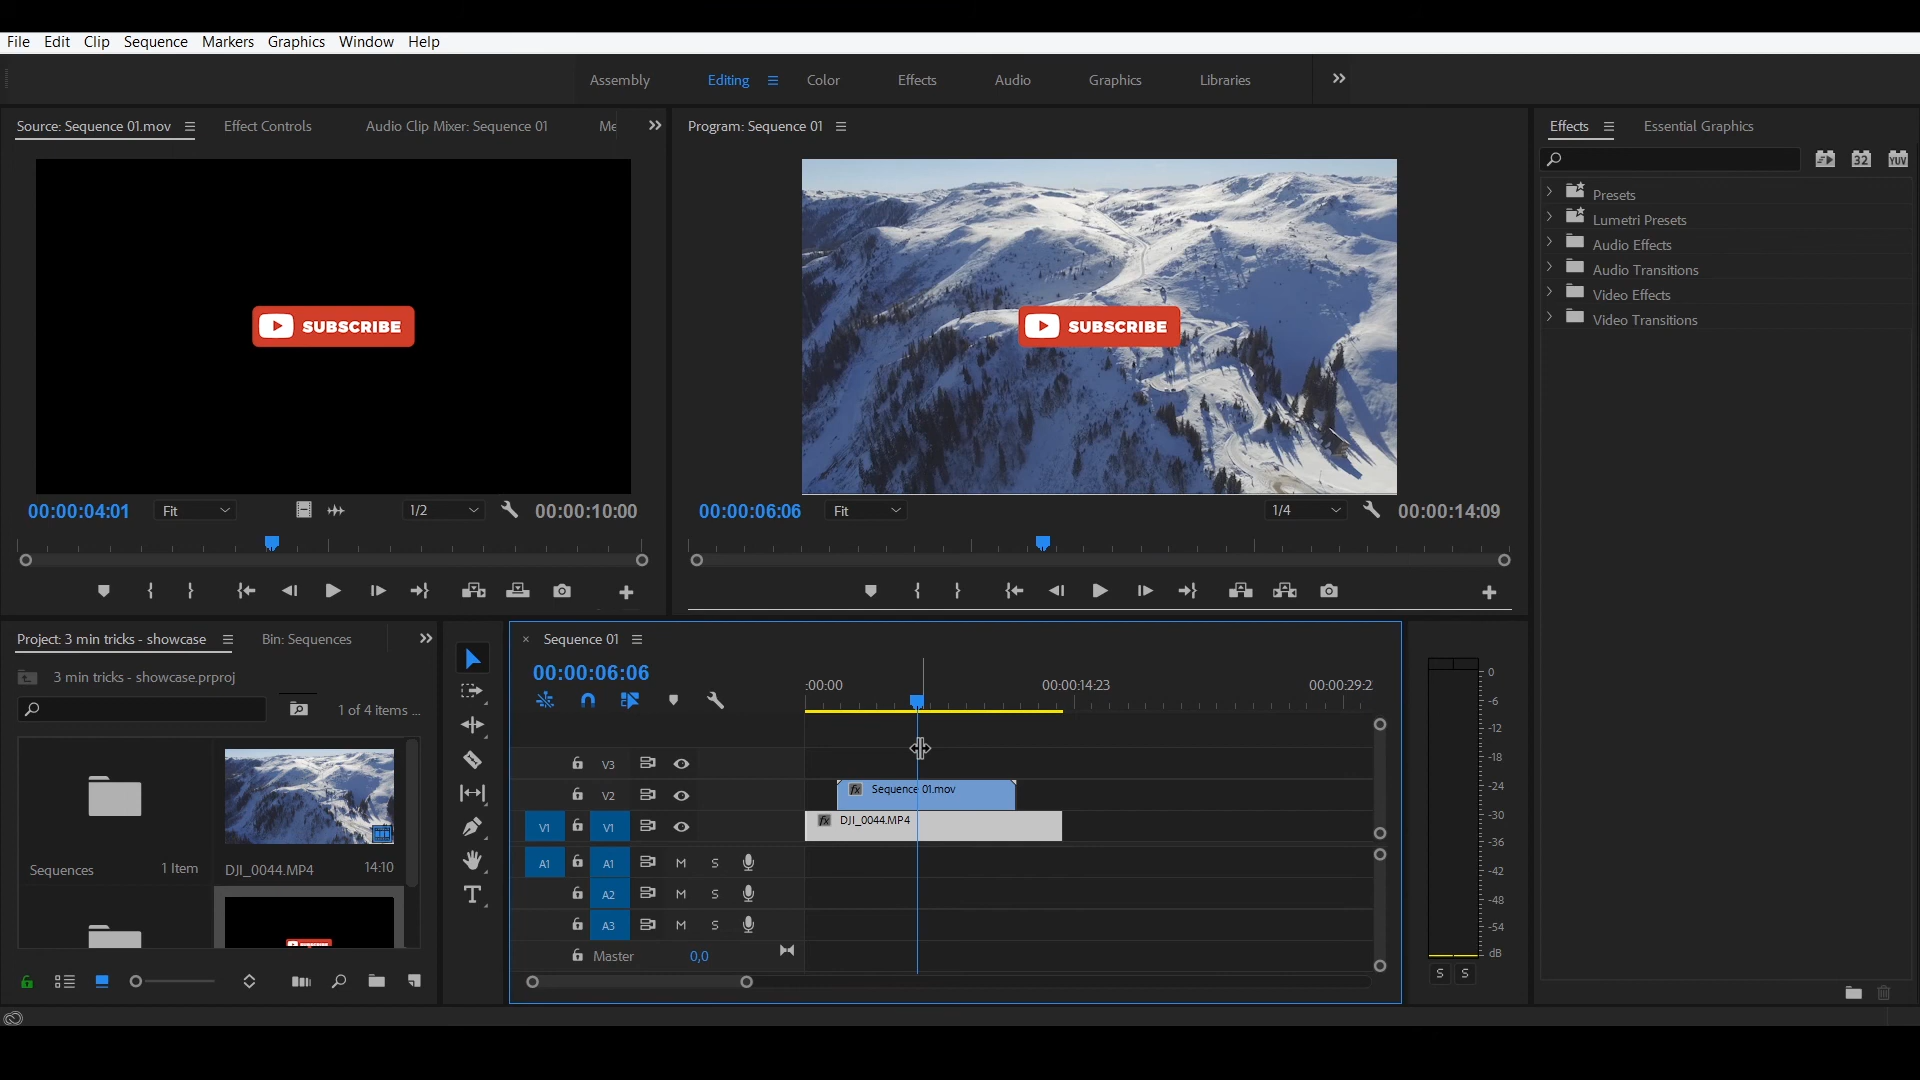 File Edit Clip Sequence Markers Graphics Window Help
Assembly Editing Color Effects Audio Graphics Libraries
Source: Sequence 01.mov Effect Controls Audio Clip Mixer: Sequence 01 Me
Program: Sequence 01
Effects Essential Graphics
32 YUV
Presets
Lumetri Presets
Audio Effects
Audio Transitions
Video Effects
Video Transitions
SUBSCRIBE
SUBSCRIBE
00:00:04:01 Fit 1/2 00:00:10:00
00:00:06:06 Fit 1/4 00:00:14:09
Project: 3 min tricks - showcase Bin: Sequences
3 min tricks - showcase.prproj
1 of 4 items ...
Sequences 1 Item
DJI_0044.MP4 14:10
Sequence 01
00:00:06:06
:00:00 00:00:14:23 00:00:29:2
V3
V2 Sequence 01.mov
V1 V1 DJI_0044.MP4
A1 A1 M S
A2 M S
A3 M S
Master 0,0
T
0
-6
-12
-18
-24
-30
-36
-42
-48
-54
dB
S S